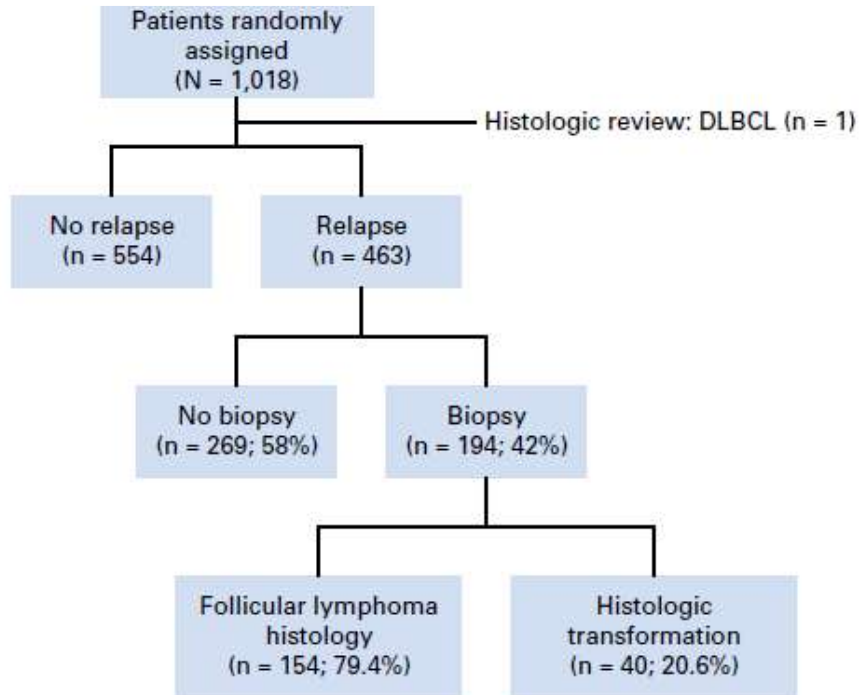 Patients randomly
assigned
(N = 1,018)
Histologic review: DLBCL (n = 1)
No relapse
(n = 554)
Relapse
(n = 463)
No biopsy
(n = 269; 58%)
Biopsy
(n = 194; 42%)
Follicular lymphoma
histology
(n = 154; 79.4%)
Histologic
transformation
(n = 40; 20.6%)